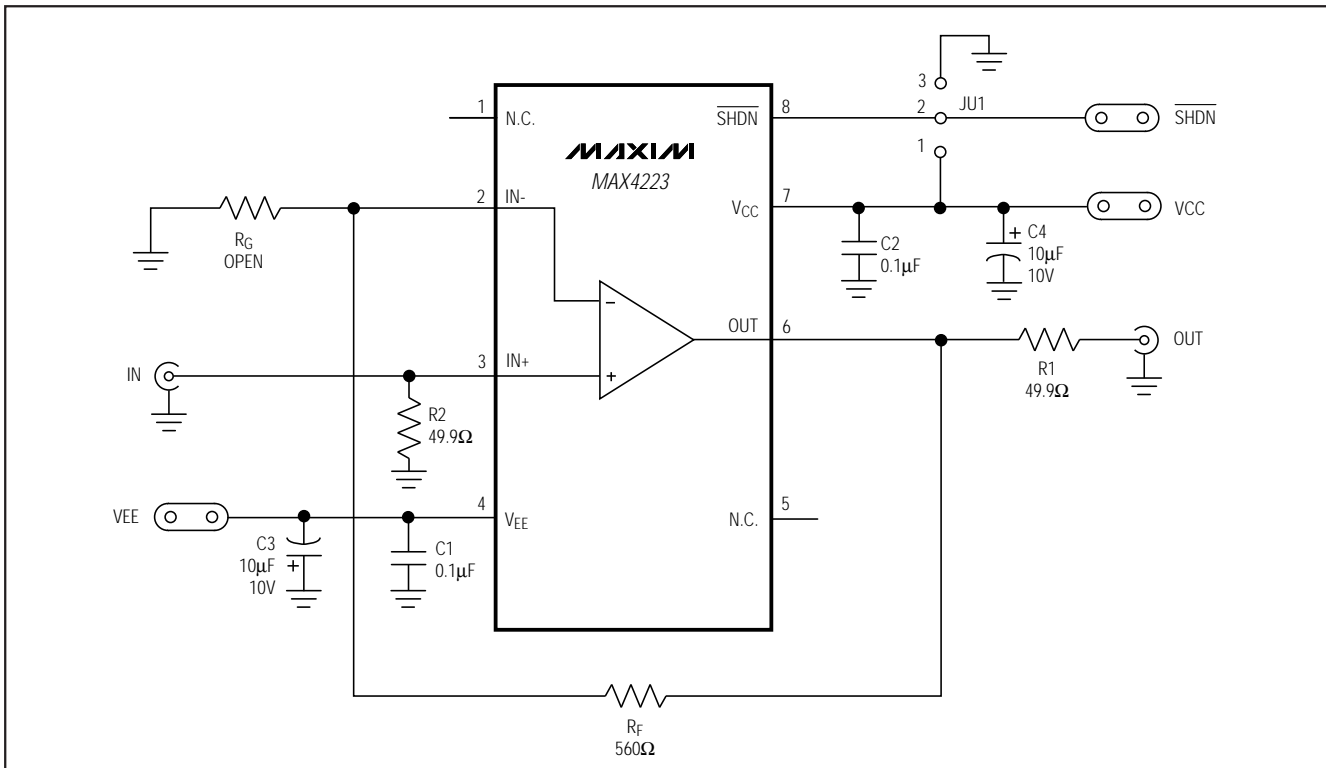 3
JU1
2
1
SHDN
1
N.C.
SHDN
8
MAXIM
MAX4223
2
IN-
VCC
7
VCC
RG
OPEN
C2
0.1µF
+ C4
10µF
10V
−
OUT
6
OUT
R1
49.9Ω
IN
3
IN+
+
R2
49.9Ω
VEE
4
VEE
C3
10µF
+
10V
C1
0.1µF
N.C.
5
RF
560Ω